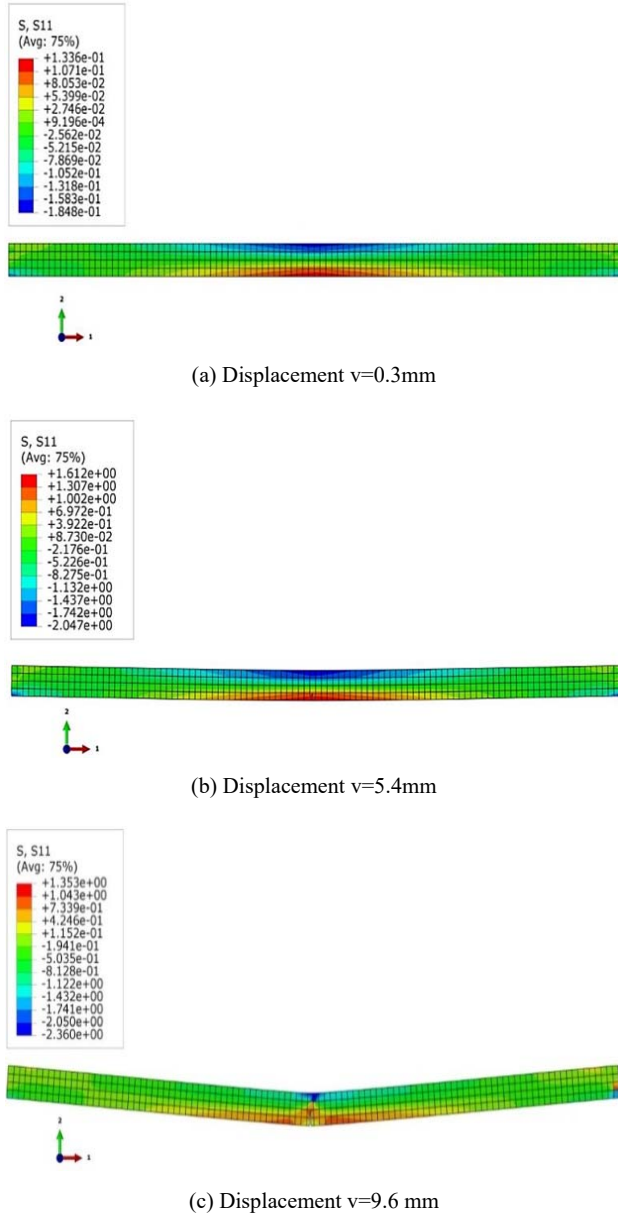 S, S11
(Avg: 75%)
+1.336e-01
+1.071e-01
+8.053e-02
+5.399e-02
+2.746e-02
+9.196e-04
-2.562e-02
-5.215e-02
-7.869e-02
-1.052e-01
-1.318e-01
-1.583e-01
-1.848e-01
2
1
(a) Displacement v=0.3mm
S, S11
(Avg: 75%)
+1.612e+00
+1.307e+00
+1.002e+00
+6.972e-01
+3.922e-01
+8.730e-02
-2.176e-01
-5.226e-01
-8.275e-01
-1.132e+00
-1.437e+00
-1.742e+00
-2.047e+00
2
1
(b) Displacement v=5.4mm
S, S11
(Avg: 75%)
+1.353e+00
+1.043e+00
+7.339e-01
+4.246e-01
+1.152e-01
-1.941e-01
-5.035e-01
-8.128e-01
-1.122e+00
-1.432e+00
-1.741e+00
-2.050e+00
-2.360e+00
2
1
(c) Displacement v=9.6 mm